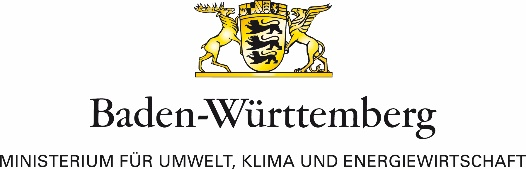 Baden-Württemberg
MINISTERIUM FÜR UMWELT, KLIMA UND ENERGIEWIRTSCHAFT